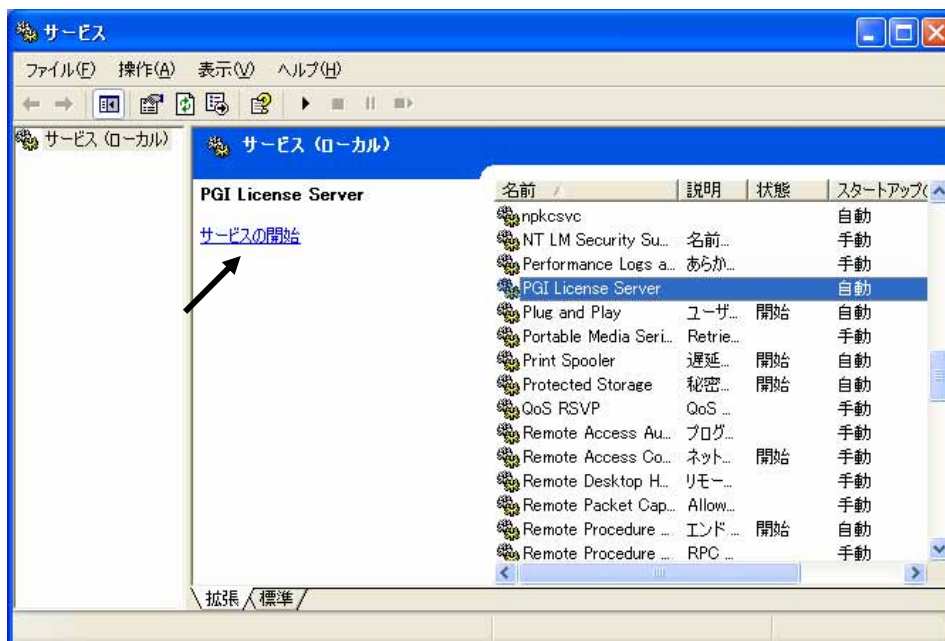 サービス
ファイル(F) 操作(A) 表示(V) ヘルプ(H)
サービス (ローカル)
サービス (ローカル)
PGI License Server
サービスの開始
名前 説明 状態 スタートアップ(
npkcsvc 自動
NT LM Security Su... 名前... 手動
Performance Logs a... あらか... 手動
PGI License Server 自動
Plug and Play ユーザ... 開始 自動
Portable Media Seri... Retrie... 手動
Print Spooler 遅延... 開始 自動
Protected Storage 秘密... 開始 自動
QoS RSVP QoS ... 手動
Remote Access Au... プログ... 手動
Remote Access Co... ネット... 開始 手動
Remote Desktop H... リモー... 手動
Remote Packet Cap... Allow... 手動
Remote Procedure ... エンド ... 開始 自動
Remote Procedure ... RPC ... 手動
拡張 標準